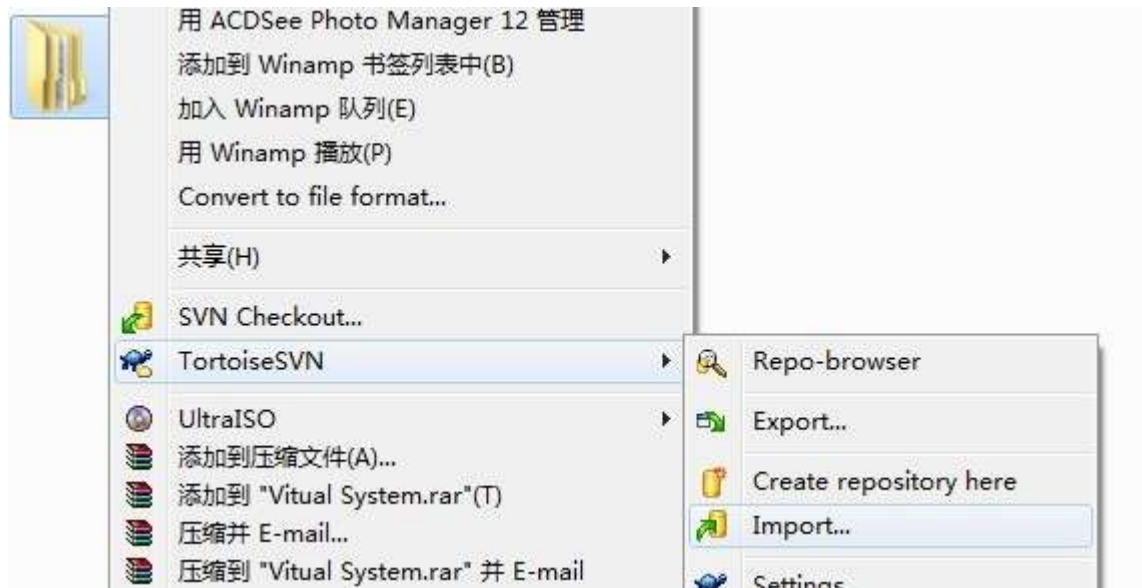 用 ACDSee Photo Manager 12 管理
添加到 Winamp 书签列表中(B)
加入 Winamp 队列(E)
用 Winamp 播放(P)
Convert to file format...
共享(H)
SVN Checkout...
TortoiseSVN
Repo-browser
UltraISO
Export...
添加到压缩文件(A)...
添加到 "Vitual System.rar"(T)
Create repository here
压缩并 E-mail...
Import...
压缩到 "Vitual System.rar" 并 E-mail
Settings